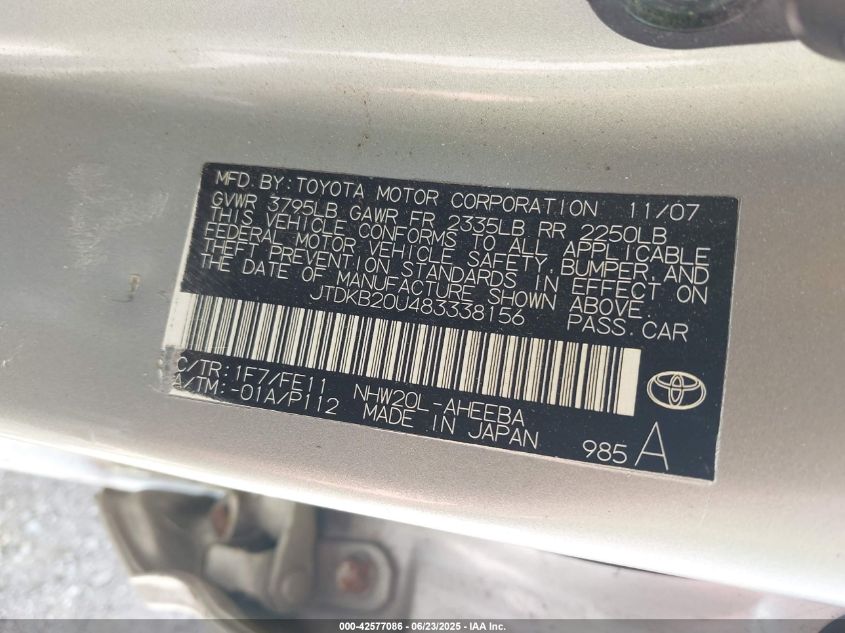 MFD. BY: TOYOTA MOTOR CORPORATION 11/07
GVWR 3795LB GAWR FR 2335LB RR 2250LB
THIS VEHICLE CONFORMS TO ALL APPLICABLE
FEDERAL MOTOR VEHICLE SAFETY, BUMPER, AND
THEFT PREVENTION STANDARDS IN EFFECT ON
THE DATE OF MANUFACTURE SHOWN ABOVE.
JTDKB20U483338156 PASS. CAR
C/TR: 1F7/FE11 NHW20L-AHEEBA
A/TM: -01A/P112 MADE IN JAPAN
985 A
000-42577086 - 06/23/2025 - IAA Inc.